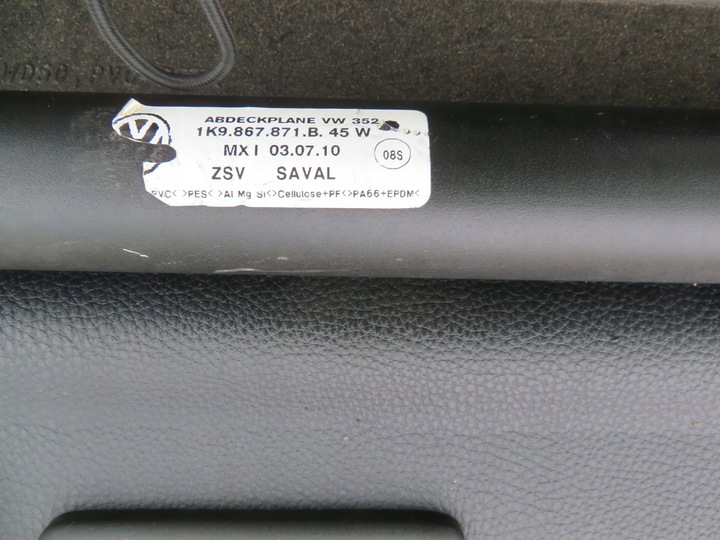 ABDECKPLANE VW 352
1K9.867.871.B. 45 W
MX I 03.07.10
08S
ZSV SAVAL
PVC< >PES< >Al Mg Si<>Cellulose+PF<>PA66+EPDM<